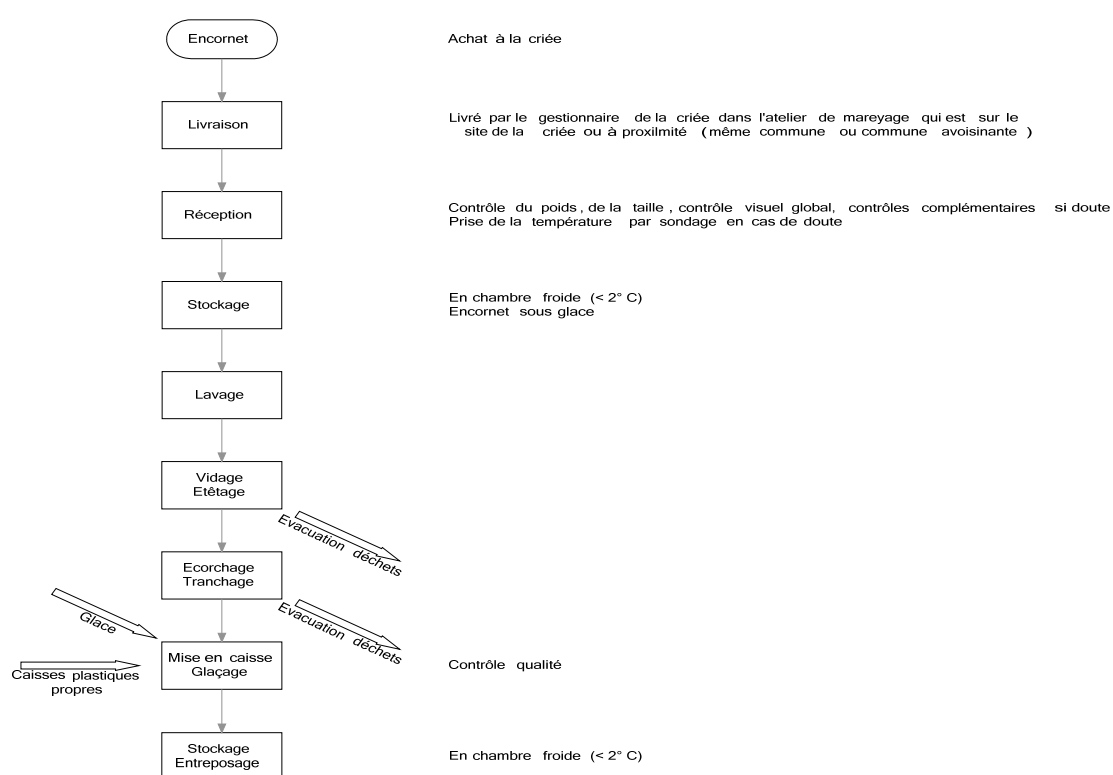 Encornet
Achat à la criée
Livraison
Livré par le gestionnaire de la criée dans l'atelier de mareyage qui est sur le
site de la criée ou à proxilmité (même commune ou commune avoisinante )
Réception
Contrôle du poids, de la taille, contrôle visuel global, contrôles complémentaires si doute
Prise de la température par sondage en cas de doute
Stockage
En chambre froide (< 2° C)
Encornet sous glace
Lavage
Vidage
Etêtage
Evacuation déchets
Ecorchage
Tranchage
Evacuation déchets
Glace
Caisses plastiques
propres
Mise en caisse
Glaçage
Contrôle qualité
Stockage
Entreposage
En chambre froide (< 2° C)